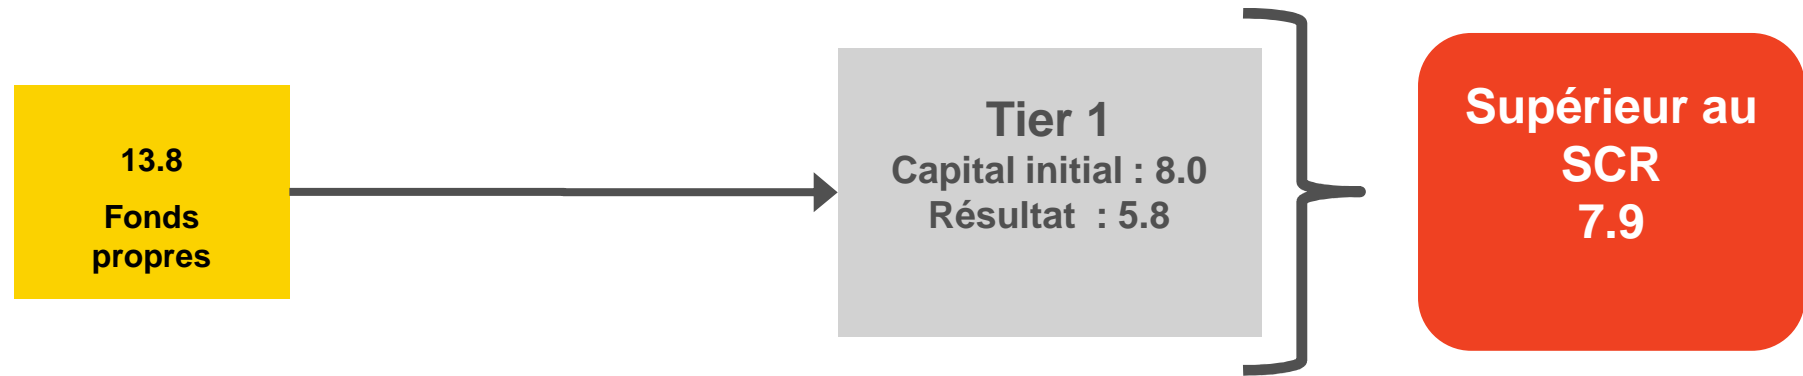 13.8
Fonds
propres
Tier 1
Capital initial : 8.0
Résultat  : 5.8
Supérieur au
SCR
7.9